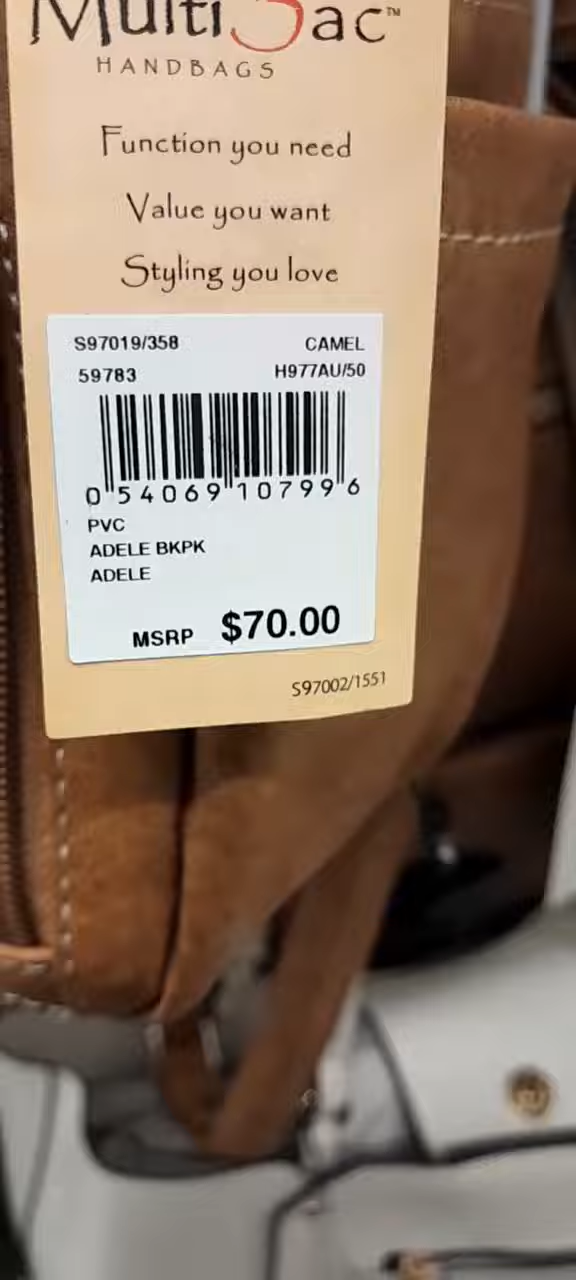 MultiSac™
HANDBAGS
Function you need
Value you want
Styling you love
S97019/358 CAMEL
59783 H977AU/50
0 54069 10799 6
PVC
ADELE BKPK
ADELE
MSRP $70.00
S97002/1551